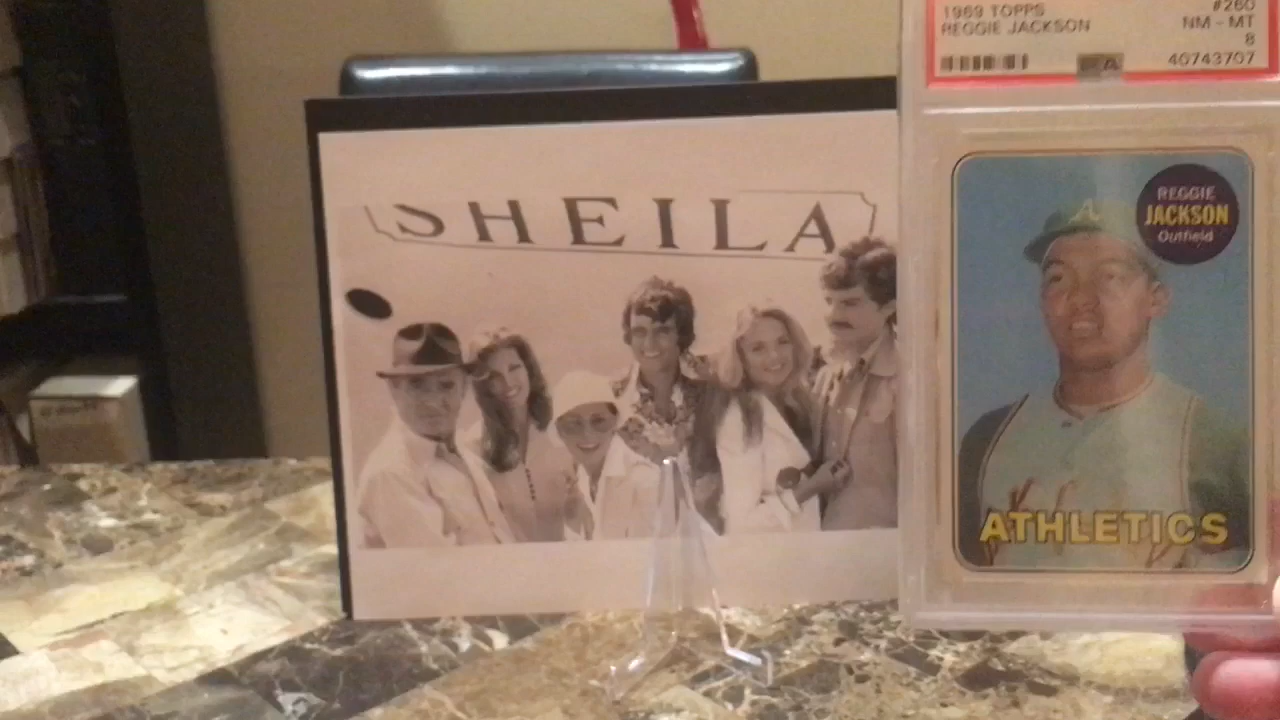 SHEILA
1969 TOPPS #260
REGGIE JACKSON NM - MT
8
40743707
REGGIE
JACKSON
Outfield
A
ATHLETICS